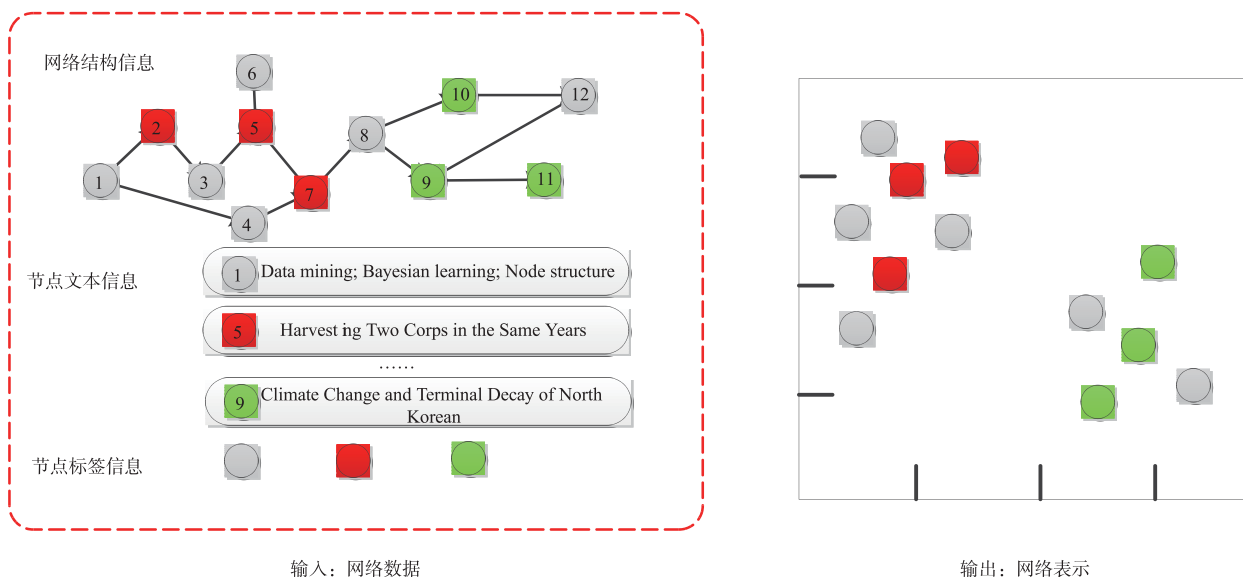 网络结构信息
6
10
12
2
5
8
1
3
7
9
11
4
节点文本信息
1 Data mining; Bayesian learning; Node structure
5 Harvesting Two Corps in the Same Years
......
9 Climate Change and Terminal Decay of North
Korean
节点标签信息
输入: 网络数据
输出: 网络表示